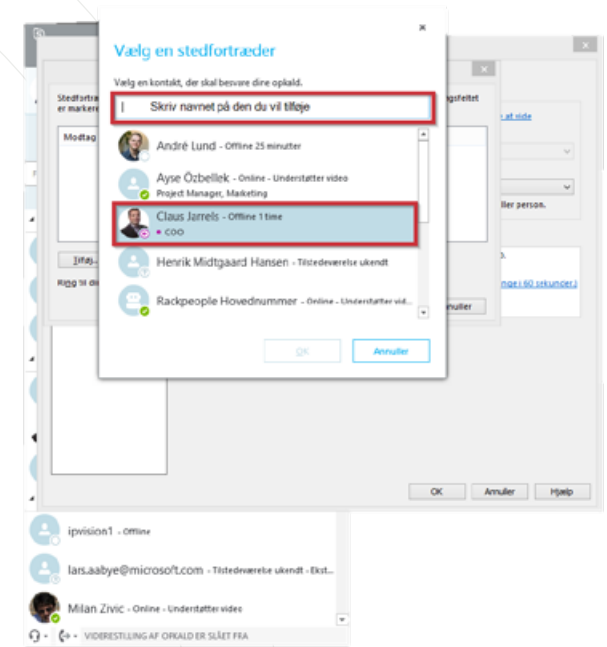 Vælg en stedfortræder
Vælg en kontakt, der skal besvare dine opkald.
Skriv navnet på den du vil tilføje
André Lund - Offline 25 minutter
Ayse Özbellek - Online - Understøtter video
Project Manager, Marketing
Claus Jarrels - Offline 1 time
COO
Henrik Midtgaard Hansen - Tilstedeværelse ukendt
Rackpeople Hovednummer - Online - Understøtter vid...
OK
Annuller
er marker
Modtag
Tilføj..
Ring til di
at vide
ller person.
nge i 60 sekunder.)
nuller
OK
Annuller
Hjælp
ipvision1 - Offline
lars.aabye@microsoft.com - Tilstedeværelse ukendt - Ekst...
Milan Zivic - Online - Understøtter video
VIDERESTILLING AF OPKALD ER SLÅET FRA